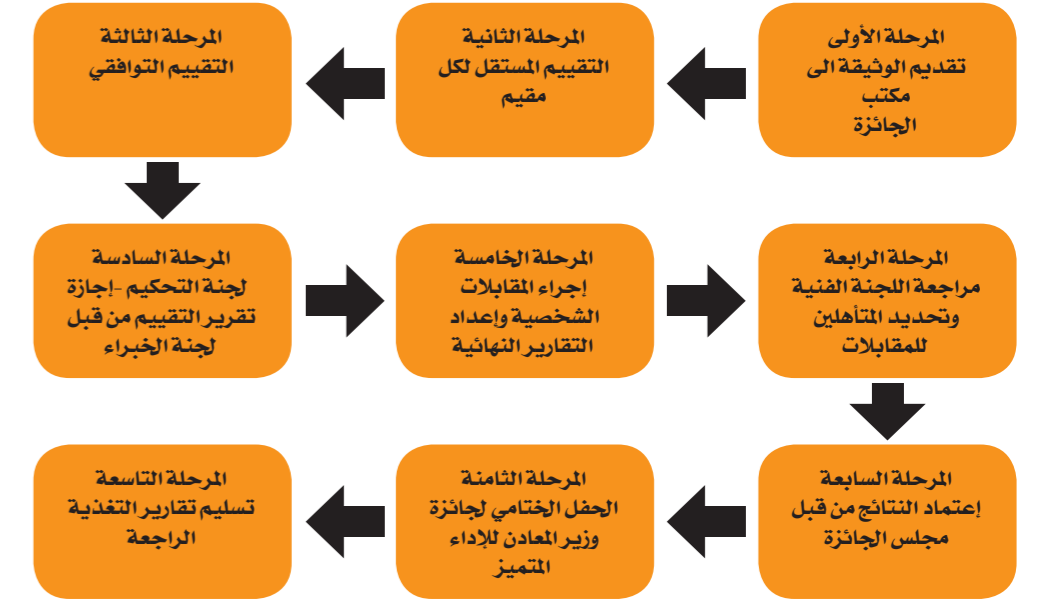 المرحلة الأولى
تقديم الوثيقة الى
مكتب
الجائزة
المرحلة الثانية
التقييم المستقل لكل
مقيم
المرحلة الثالثة
التقييم التوافقي
المرحلة الرابعة
مراجعة اللجنة الفنية
وتحديد المتأهلين
للمقابلات
المرحلة الخامسة
إجراء المقابلات
الشخصية وإعداد
التقارير النهائية
المرحلة السادسة
لجنة التحكيم -إجازة
تقرير التقييم من قبل
لجنة الخبراء
المرحلة السابعة
إعتماد النتائج من قبل
مجلس الجائزة
المرحلة الثامنة
الحفل الختامي لجائزة
وزير المعادن للإداء
المتميز
المرحلة التاسعة
تسليم تقارير التغذية
الراجعة